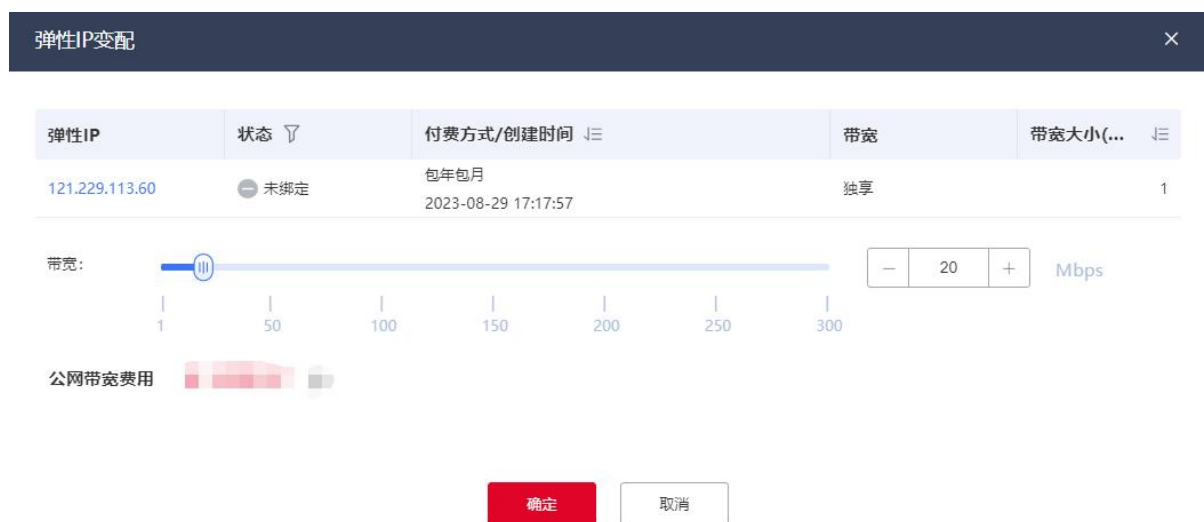 弹性IP变配
弹性IP 状态 付费方式/创建时间 带宽 带宽大小(...
121.229.113.60 未绑定 包年包月 独享 1
2023-08-29 17:17:57
带宽: 20 Mbps
1 50 100 150 200 250 300
公网带宽费用
确定 取消